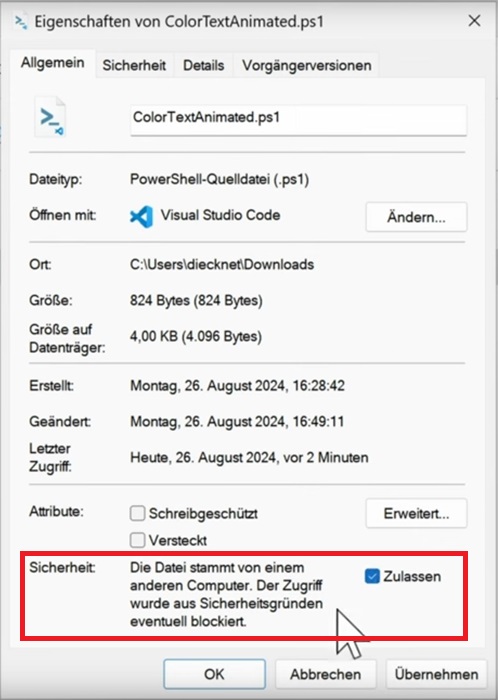 Eigenschaften von ColorTextAnimated.ps1
Allgemein Sicherheit Details Vorgängerversionen
ColorTextAnimated.ps1
Dateityp: PowerShell-Quelldatei (.ps1)
Öffnen mit: Visual Studio Code Ändern...
Ort: C:\Users\diecknet\Downloads
Größe: 824 Bytes (824 Bytes)
Größe auf
Datenträger: 4,00 KB (4.096 Bytes)
Erstellt: Montag, 26. August 2024, 16:28:42
Geändert: Montag, 26. August 2024, 16:49:11
Letzter
Zugriff: Heute, 26. August 2024, vor 2 Minuten
Attribute: Schreibgeschützt Erweitert...
Versteckt
Sicherheit: Die Datei stammt von einem
anderen Computer. Der Zugriff
wurde aus Sicherheitsgründen
eventuell blockiert.
Zulassen
OK Abbrechen Übernehmen